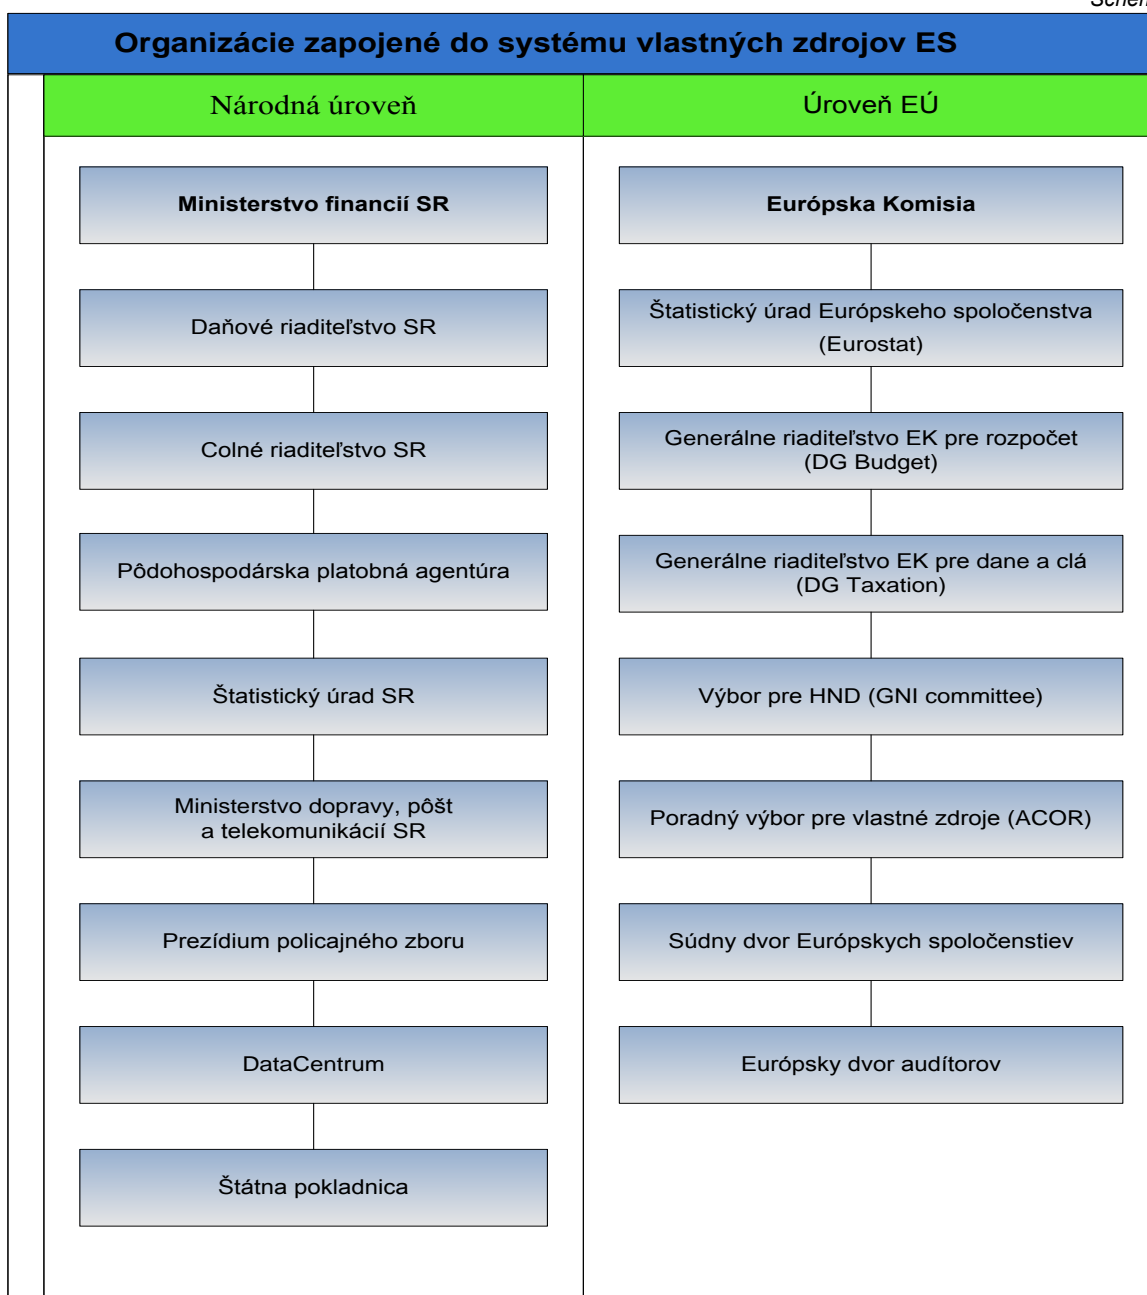 Organizácie zapojené do systému vlastných zdrojov ES
Národná úroveň
Ministerstvo financií SR
Daňové riaditeľstvo SR
Colné riaditeľstvo SR
Pôdohospodárska platobná agentúra
Štatistický úrad SR
Ministerstvo dopravy, pôšt
a telekomunikácií SR
Prezídium policajného zboru
DataCentrum
Štátna pokladnica
Úroveň EÚ
Európska Komisia
Štatistický úrad Európskeho spoločenstva
(Eurostat)
Generálne riaditeľstvo EK pre rozpočet
(DG Budget)
Generálne riaditeľstvo EK pre dane a clá
(DG Taxation)
Výbor pre HND (GNI committee)
Poradný výbor pre vlastné zdroje (ACOR)
Súdny dvor Európskych spoločenstiev
Európsky dvor audítorov